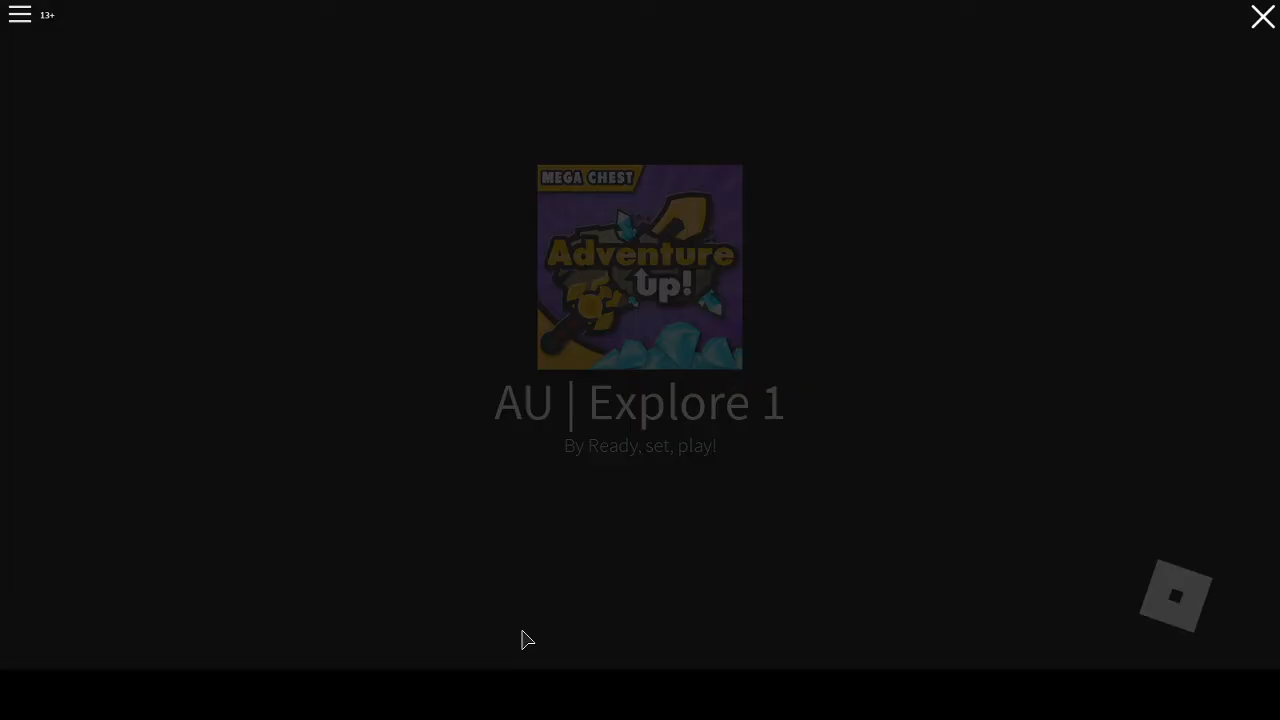 13+
MEGA CHEST
Adventure
up!
AU | Explore 1
By Ready, set, play!